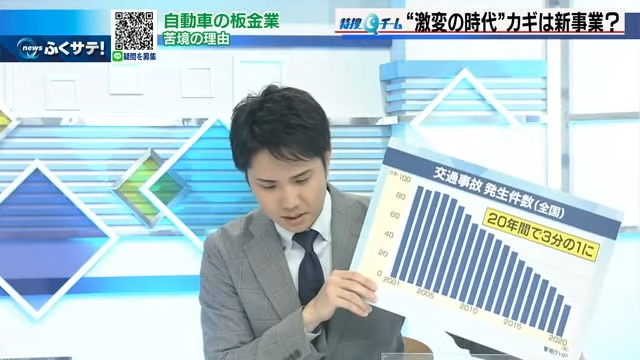 news ふくサテ!
疑問を募集
自動車の板金業
苦境の理由
特捜 チーム
“激変の時代”カギは新事業?
交通事故 発生件数(全国)
20年間で3分の1に
100
80
60
40
20
0
2001
2005
2010
2015
2020
(年)
警察庁HP